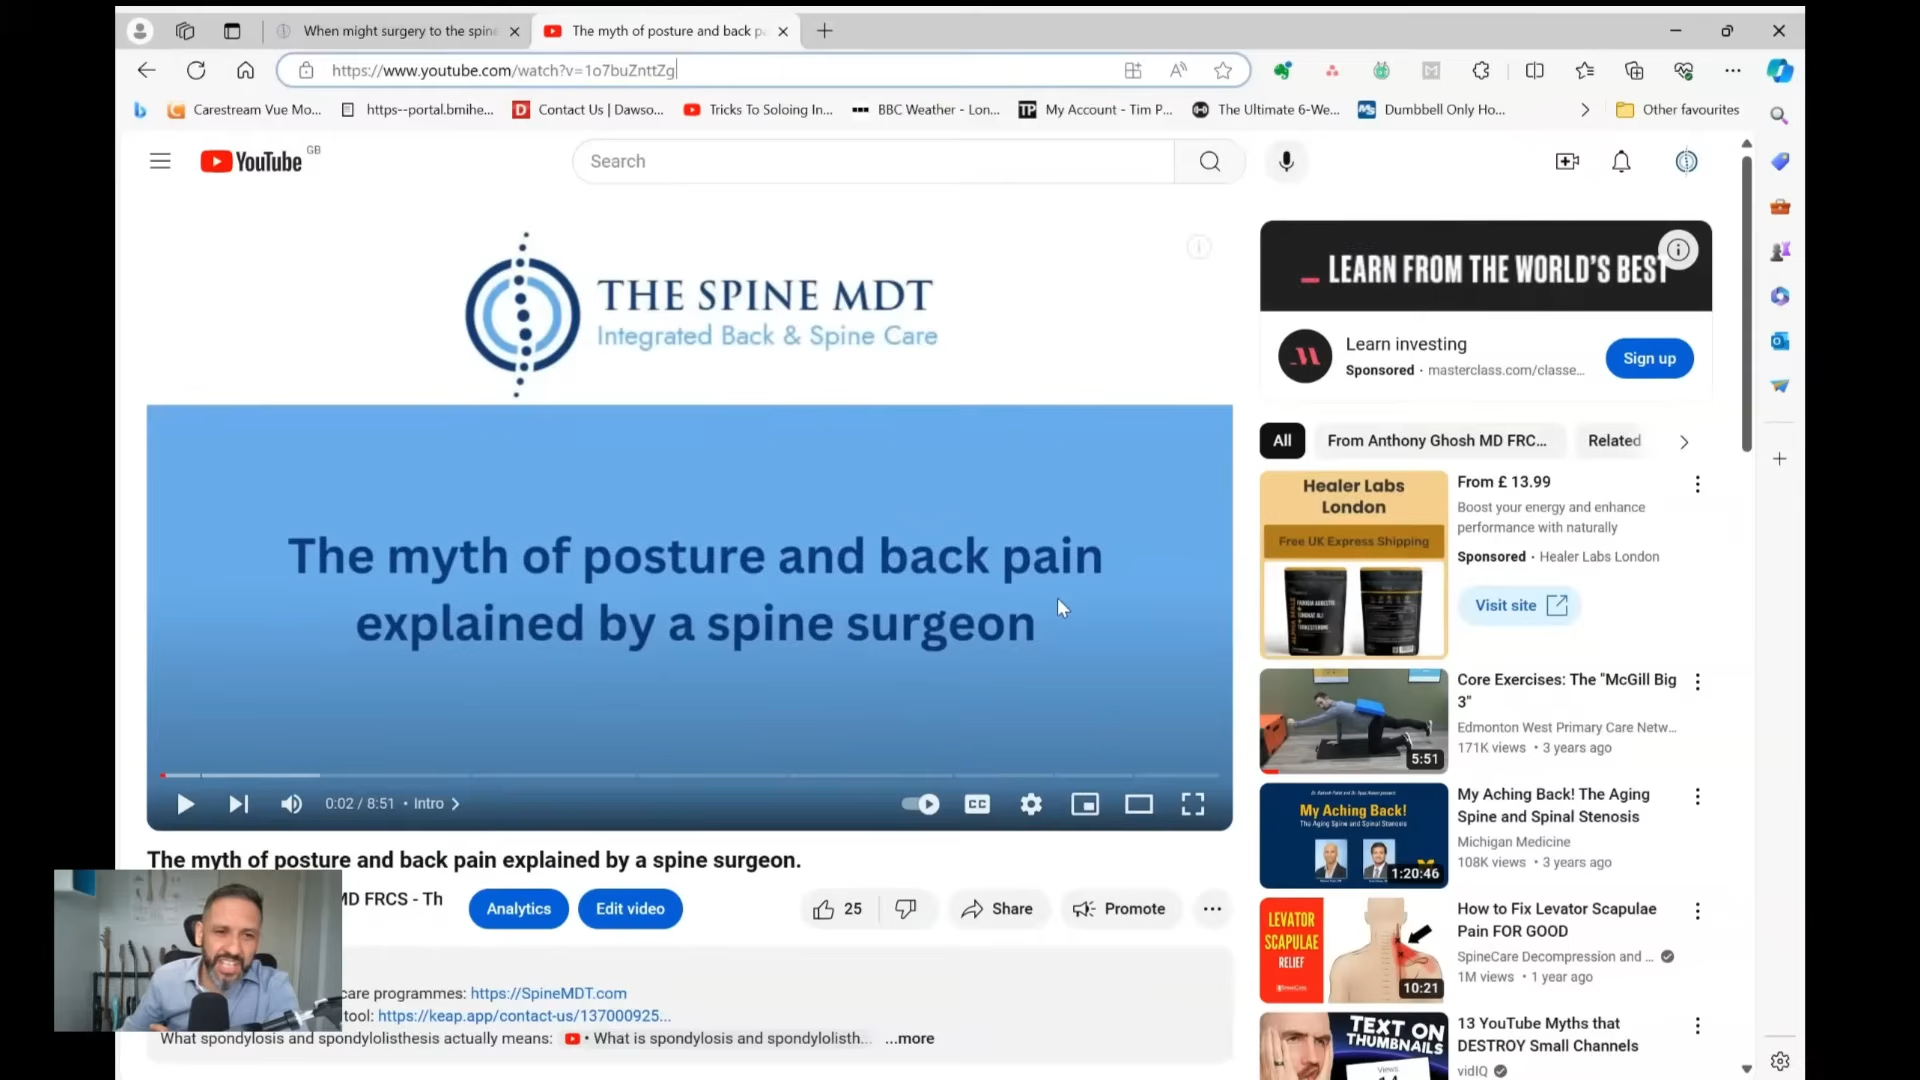 When might surgery to the spin
The myth of posture and back p
https://www.youtube.com/watch?v=1o7buZnttZg
Carestream Vue Mo...
https--portal.bmihe...
Contact Us | Dawso...
Tricks To Soloing In...
BBC Weather - Lon...
My Account - Tim P...
The Ultimate 6-We...
Dumbbell Only Ho...
Other favourites
YouTube GB
Search
THE SPINE MDT
Integrated Back & Spine Care
The myth of posture and back pain
explained by a spine surgeon
0:02 / 8:51 • Intro
CC
The myth of posture and back pain explained by a spine surgeon.
MD FRCS - Th
Analytics
Edit video
25
Share
Promote
care programmes: https://SpineMDT.com
tool: https://keap.app/contact-us/137000925...
What spondylosis and spondylolisthesis actually means: • What is spondylosis and spondylolisth... ...more
LEARN FROM THE WORLD'S BEST
Learn investing
Sponsored · masterclass.com/classe...
Sign up
All
From Anthony Ghosh MD FRC...
Related
Healer Labs
London
Free UK Express Shipping
From £ 13.99
Boost your energy and enhance
performance with naturally
Sponsored · Healer Labs London
Visit site
5:51
Core Exercises: The "McGill Big
3"
Edmonton West Primary Care Netw...
171K views • 3 years ago
My Aching Back!
The Aging Spine and Spinal Stenosis
1:20:46
My Aching Back! The Aging
Spine and Spinal Stenosis
Michigan Medicine
108K views • 3 years ago
LEVATOR
SCAPULAE
RELIEF
10:21
How to Fix Levator Scapulae
Pain FOR GOOD
SpineCare Decompression and ...
1M views • 1 year ago
TEXT ON
THUMBNAILS
Views
13 YouTube Myths that
DESTROY Small Channels
vidIQ